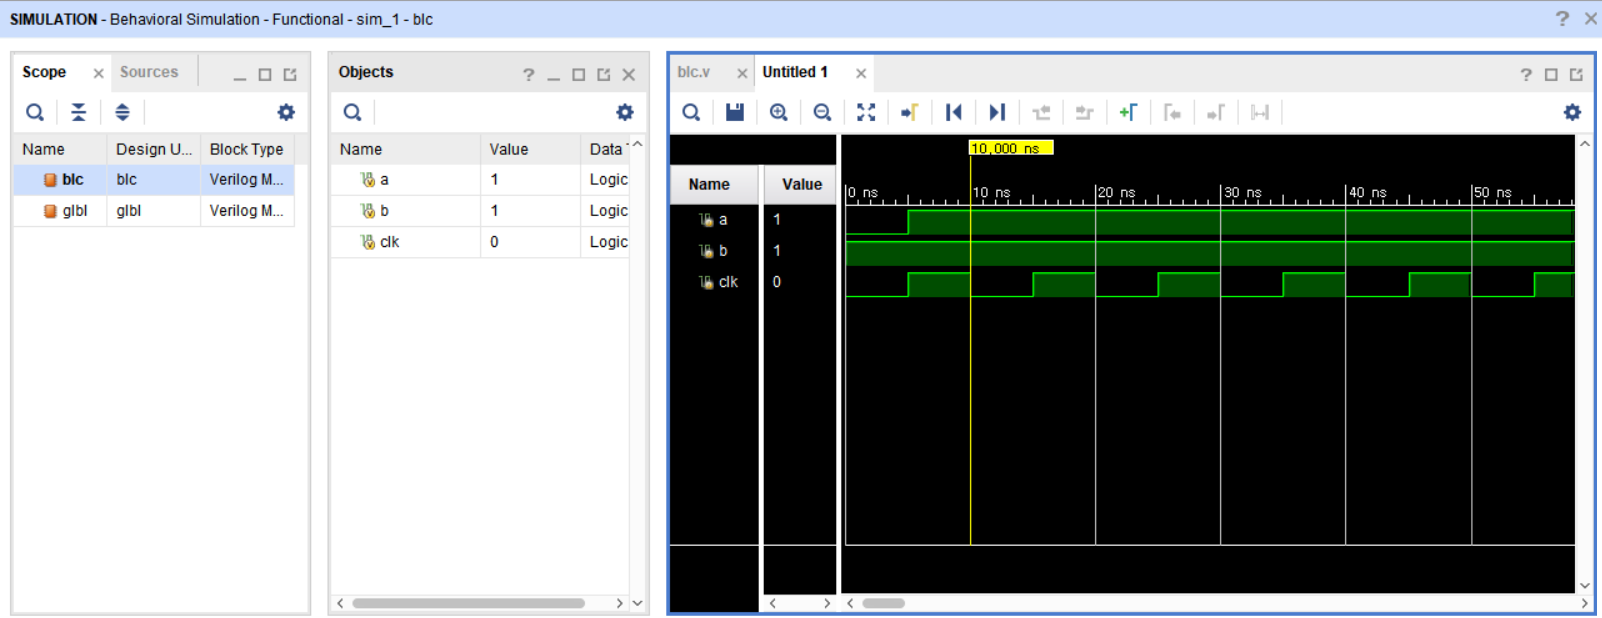 SIMULATION - Behavioral Simulation - Functional - sim_1 - blc
Scope
Sources
Name
Design U...
Block Type
blc
blc
Verilog M...
glbl
glbl
Verilog M...
Objects
Name
Value
Data
a
1
Logic
b
1
Logic
clk
0
Logic
blc.v
Untitled 1
Name
Value
a
1
b
1
clk
0
10,000 ns
0 ns
10 ns
20 ns
30 ns
40 ns
50 ns